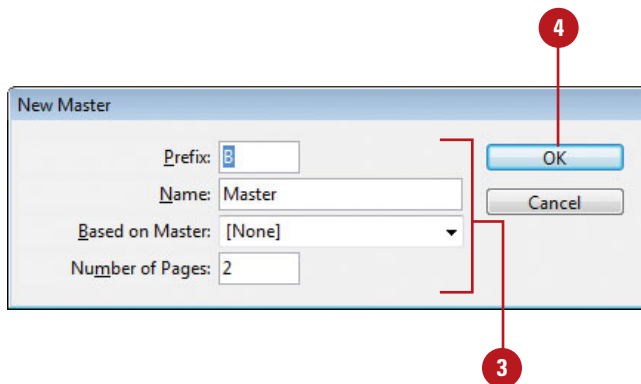 4
New Master
Prefix: B
OK
Name: Master
Cancel
Based on Master: [None]
Number of Pages: 2
3